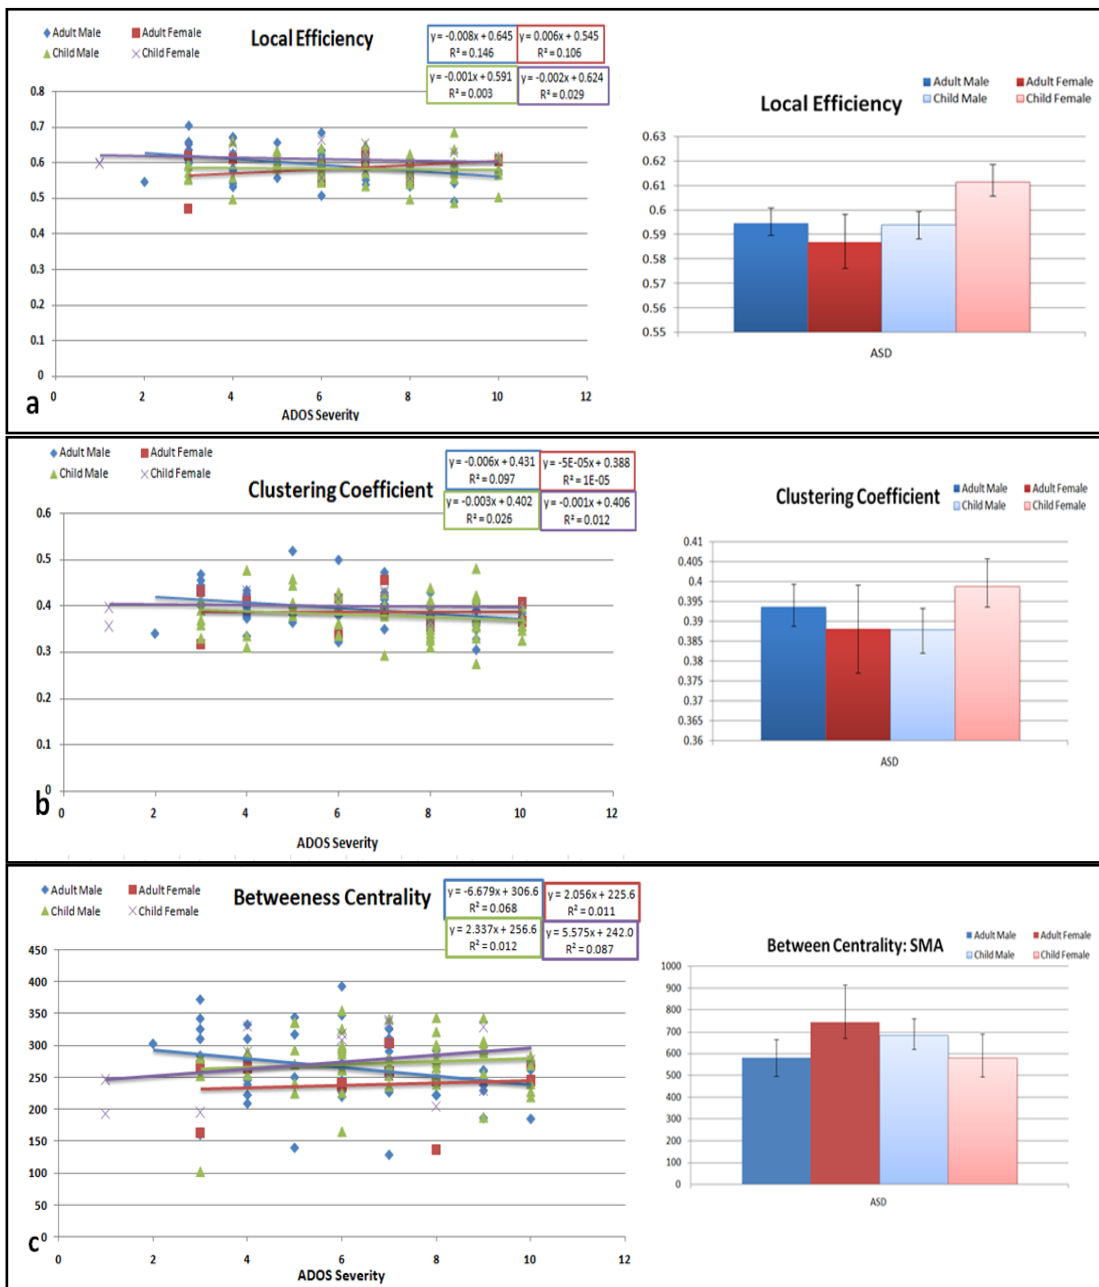 Adult Male
Adult Female
Child Male
Child Female
Local Efficiency
y = -0.008x + 0.645
R² = 0.146
y = 0.006x + 0.545
R² = 0.106
y = -0.001x + 0.591
R² = 0.003
y = -0.002x + 0.624
R² = 0.029
0.8
0.7
0.6
0.5
0.4
0.3
0.2
0.1
0
0 2 4 6 8 10 12
ADOS Severity
a
Local Efficiency
Adult Male
Adult Female
Child Male
Child Female
0.63
0.62
0.61
0.6
0.59
0.58
0.57
0.56
0.55
ASD
Adult Male
Adult Female
Child Male
Child Female
Clustering Coefficient
y = -0.006x + 0.431
R² = 0.097
y = -5E-05x + 0.388
R² = 1E-05
y = -0.003x + 0.402
R² = 0.026
y = -0.001x + 0.406
R² = 0.012
0.6
0.5
0.4
0.3
0.2
0.1
0
0 2 4 6 8 10 12
ADOS Severity
b
Clustering Coefficient
Adult Male
Adult Female
Child Male
Child Female
0.41
0.405
0.4
0.395
0.39
0.385
0.38
0.375
0.37
0.365
0.36
ASD
Adult Male
Adult Female
Child Male
Child Female
Betweeness Centrality
y = -6.679x + 306.6
R² = 0.068
y = 2.056x + 225.6
R² = 0.011
y = 2.337x + 256.6
R² = 0.012
y = 5.575x + 242.0
R² = 0.087
450
400
350
300
250
200
150
100
50
0
0 2 4 6 8 10 12
ADOS Severity
c
Between Centrality: SMA
Adult Male
Adult Female
Child Male
Child Female
1000
900
800
700
600
500
400
300
200
100
0
ASD